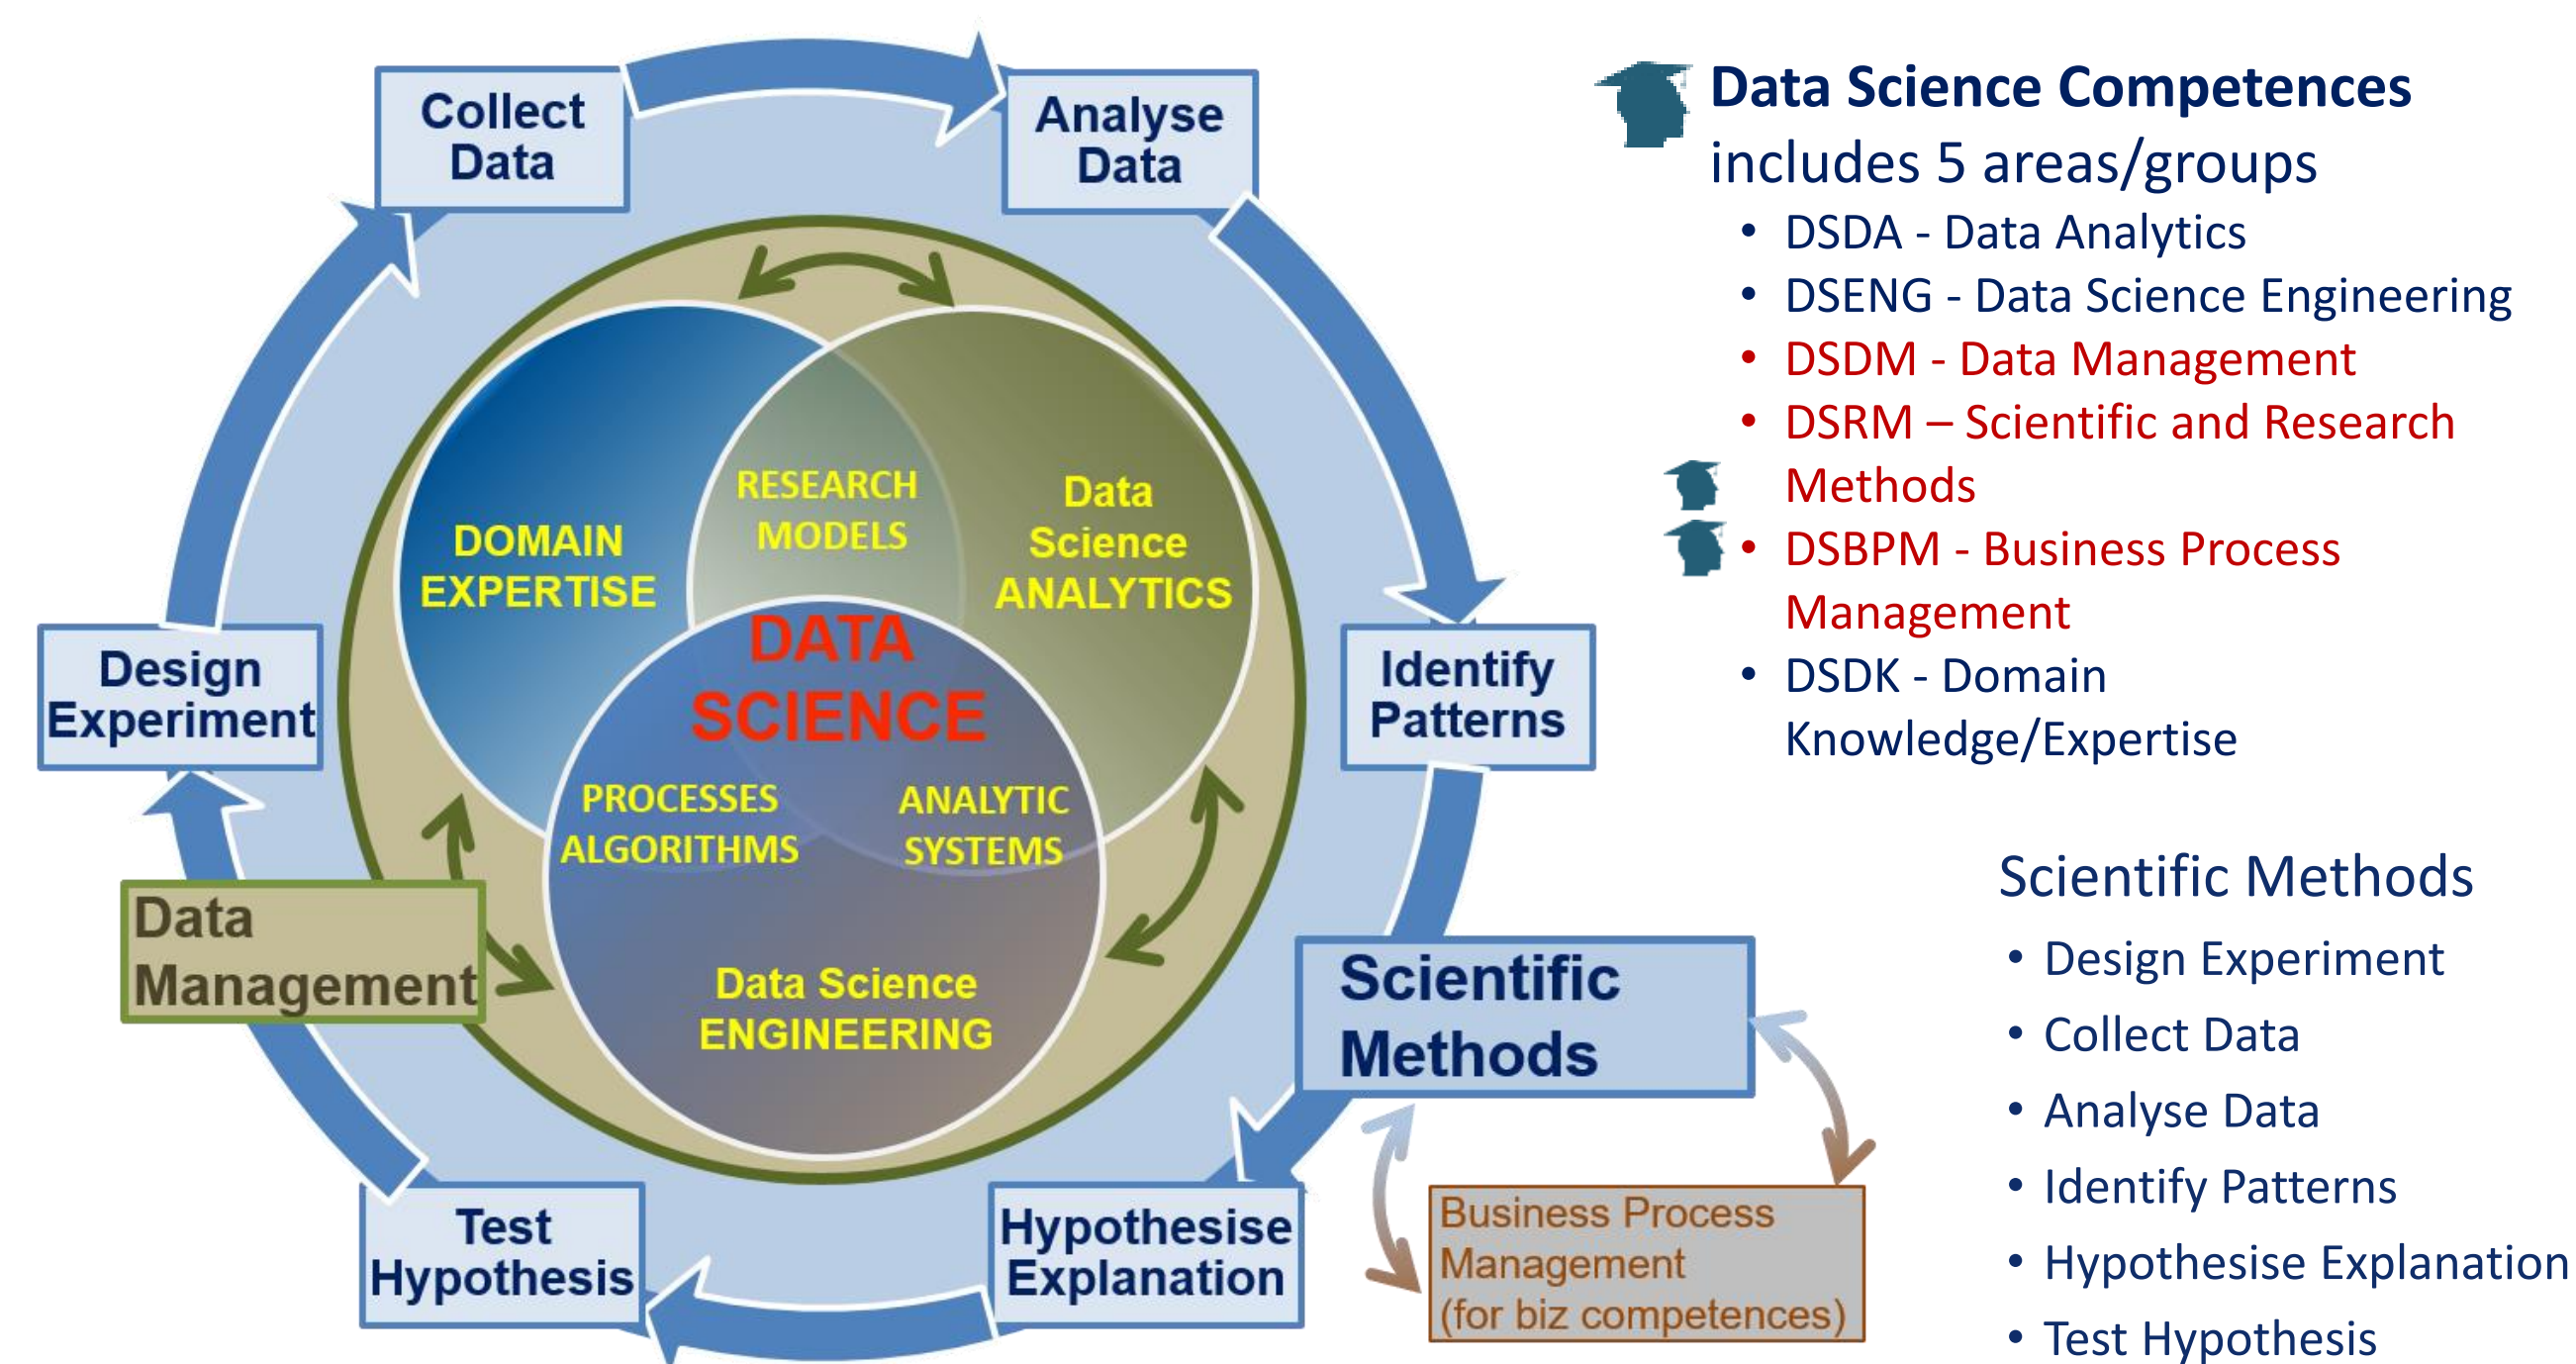 Collect
Data
Analyse
Data
Identify
Patterns
Scientific
Methods
Hypothesise
Explanation
Test
Hypothesis
Data
Management
Design
Experiment
DOMAIN
EXPERTISE
RESEARCH
MODELS
Data
Science
ANALYTICS
DATA
SCIENCE
PROCESSES
ALGORITHMS
ANALYTIC
SYSTEMS
Data Science
ENGINEERING
Business Process
Management
(for biz competences)
Data Science Competences
includes 5 areas/groups
• DSDA - Data Analytics
• DSENG - Data Science Engineering
• DSDM - Data Management
• DSRM – Scientific and Research
Methods
• DSBPM - Business Process
Management
• DSDK - Domain
Knowledge/Expertise
Scientific Methods
• Design Experiment
• Collect Data
• Analyse Data
• Identify Patterns
• Hypothesise Explanation
• Test Hypothesis